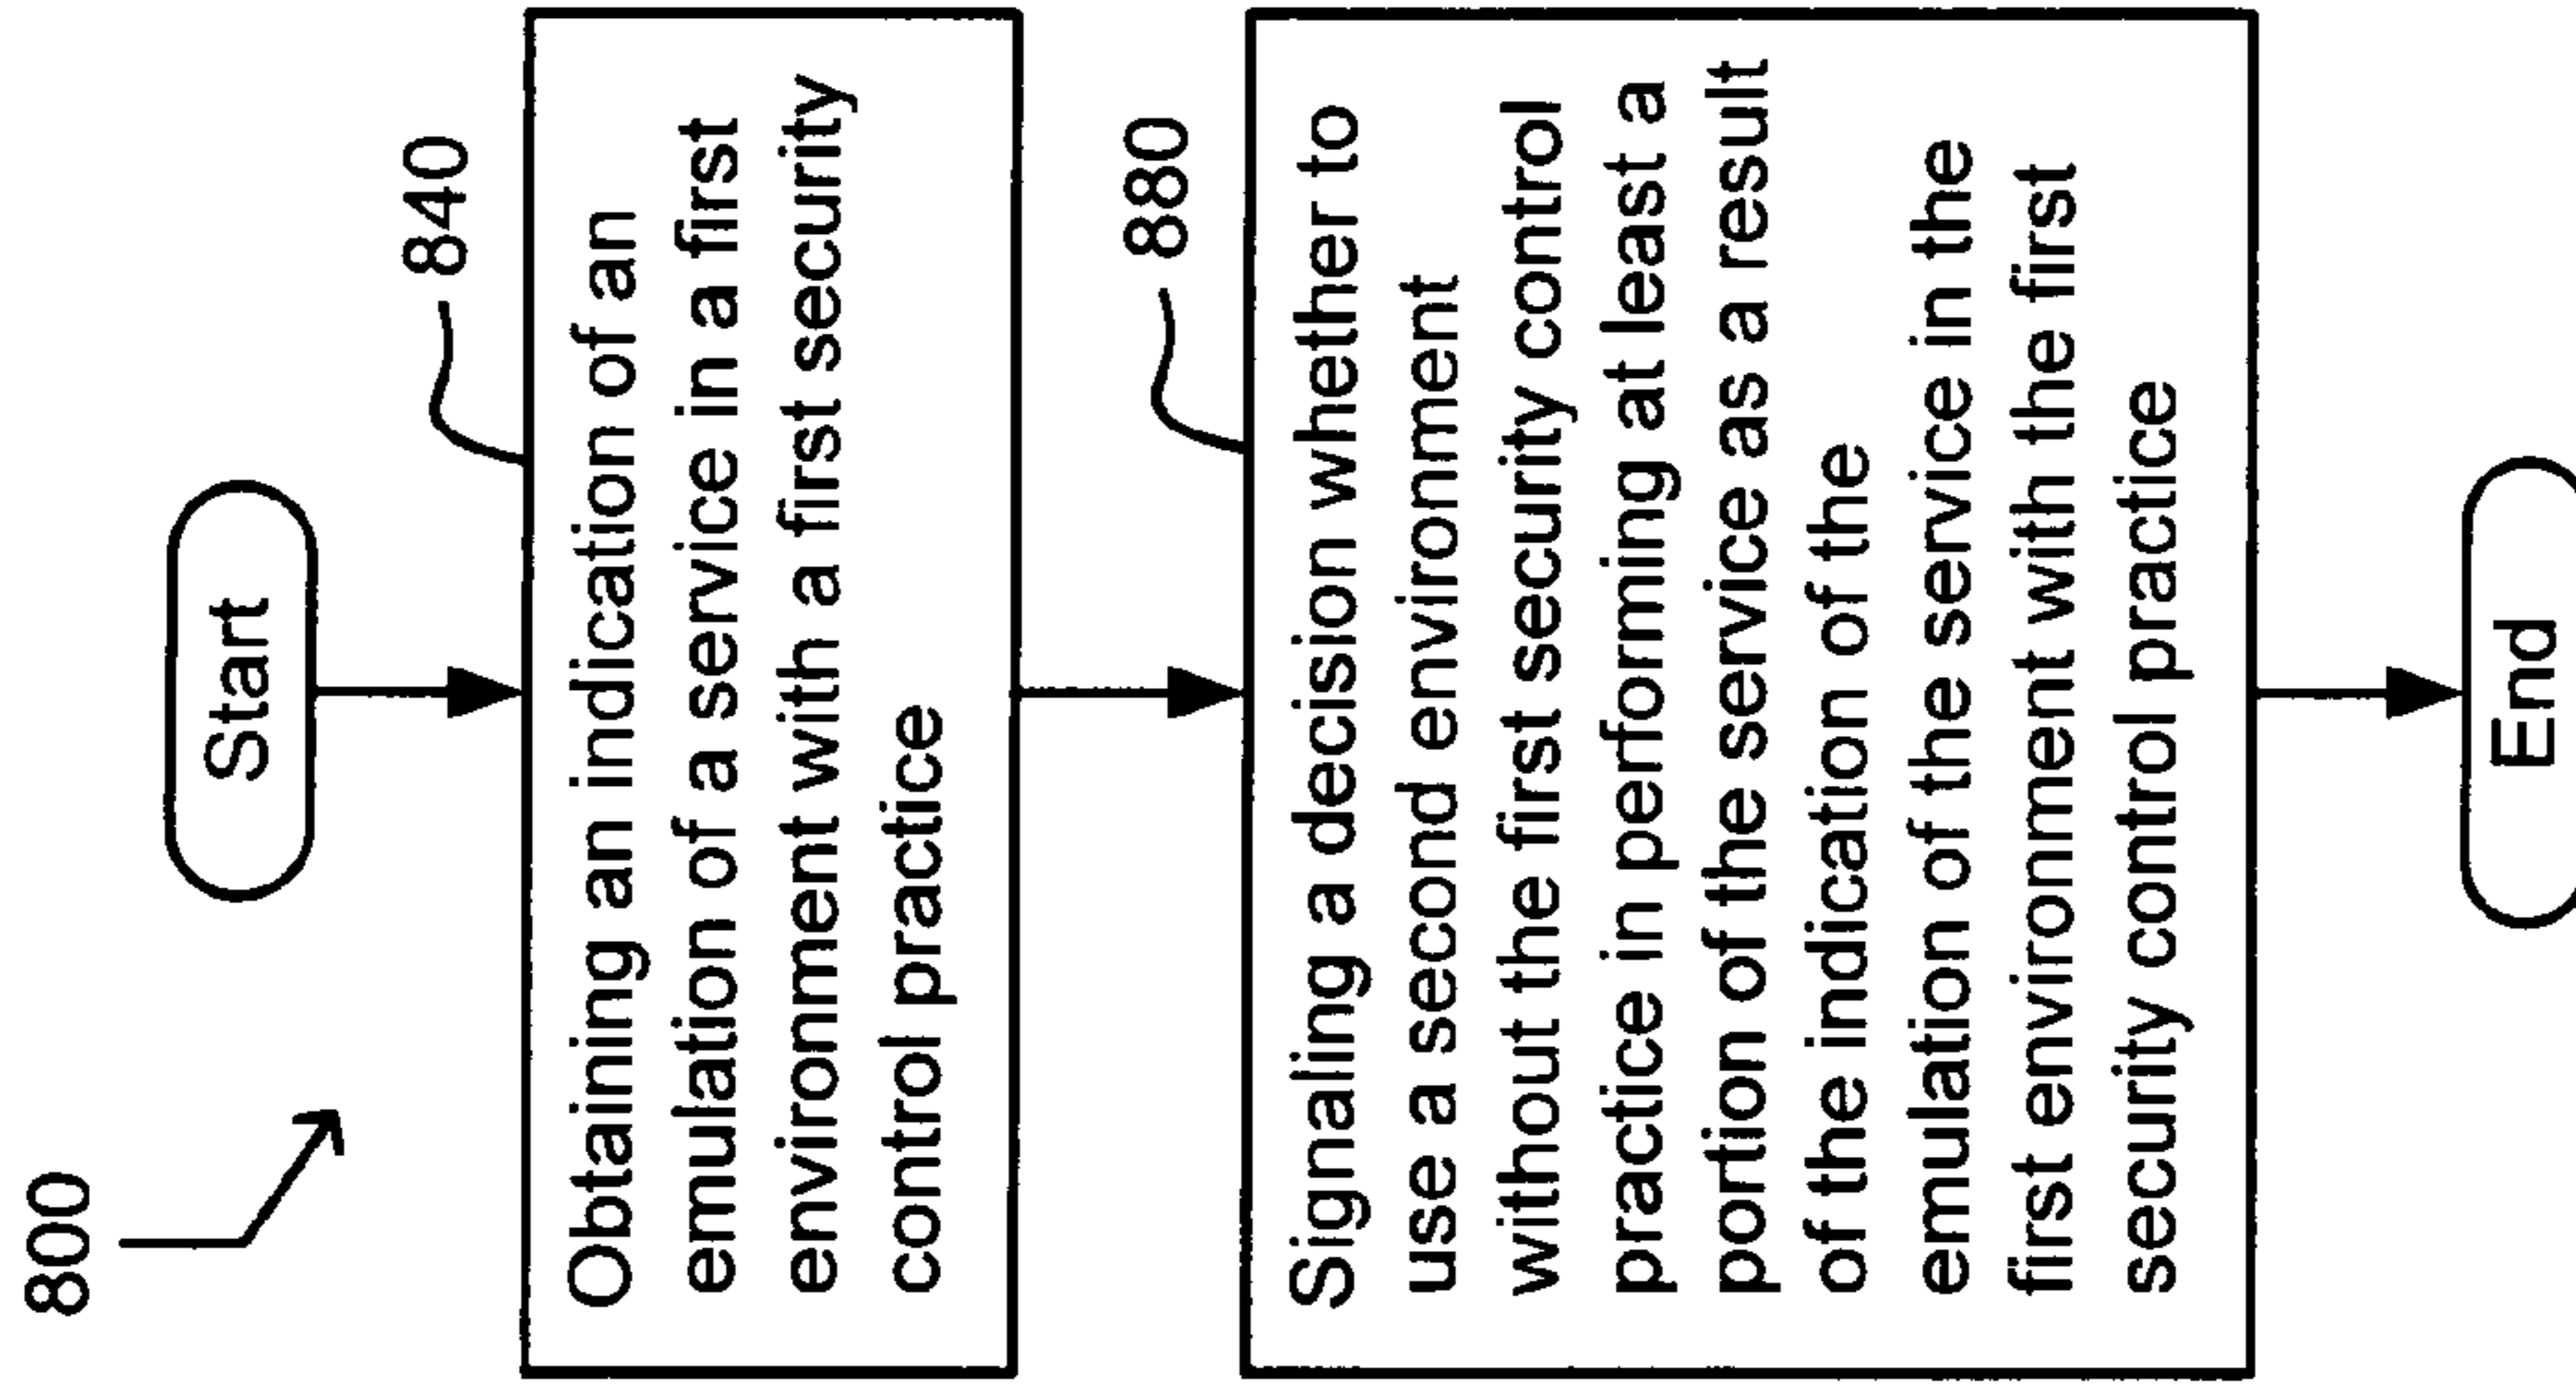 800
Start
840
Obtaining an indication of an
emulation of a service in a first
environment with a first security
control practice
880
Signaling a decision whether to
use a second environment
without the first security control
practice in performing at least a
portion of the service as a result
of the indication of the
emulation of the service in the
first environment with the first
security control practice
End